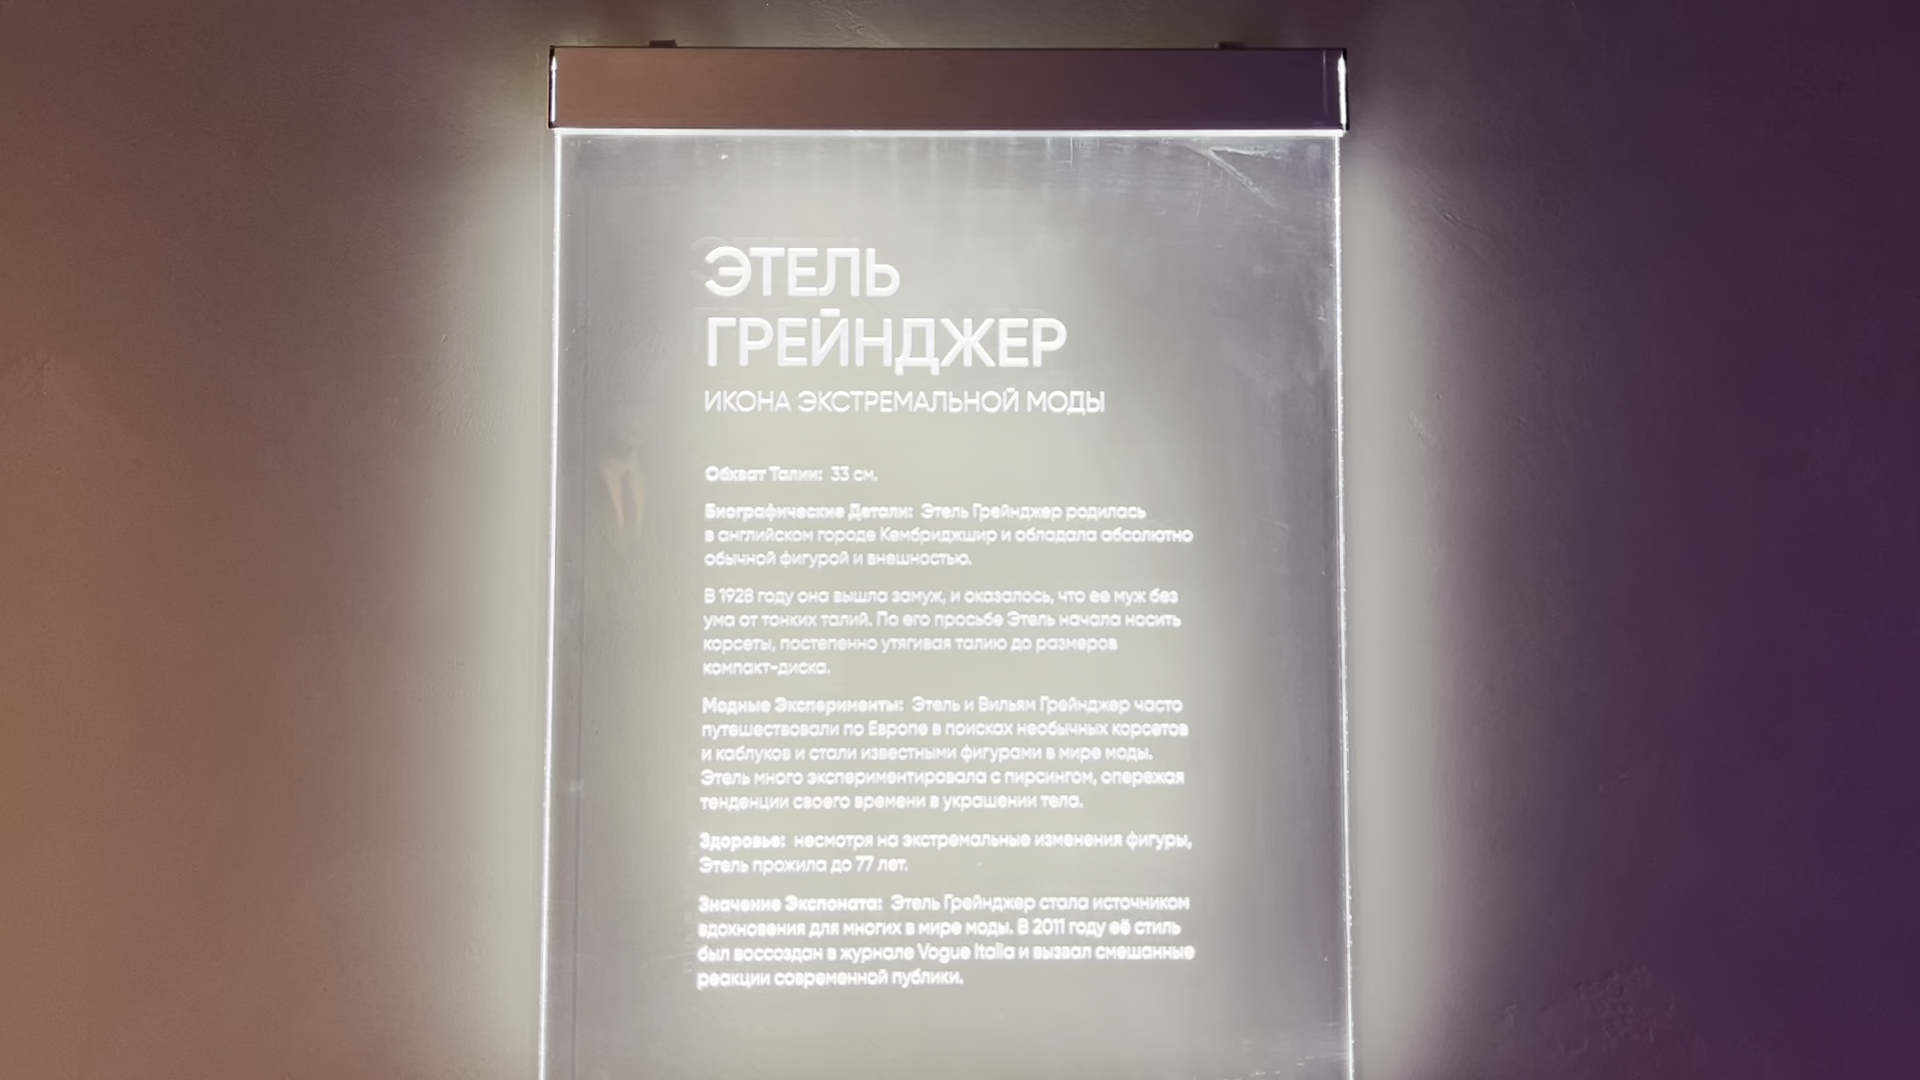 ЭТЕЛЬ
ГРЕЙНДЖЕР
ИКОНА ЭКСТРЕМАЛЬНОЙ МОДЫ
Обхват Талии: 33 см.
Биографические Детали: Этель Грейнджер родилась
в английском городе Кембриджшир и обладала абсолютно
обычной фигурой и внешностью.
В 1928 году она вышла замуж, и оказалось, что ее муж без
ума от тонких талий. По его просьбе Этель начала носить
корсеты, постепенно утягивая талию до размеров
компакт-диска.
Модные Эксперименты: Этель и Вильям Грейнджер часто
путешествовали по Европе в поисках необычных корсетов
и каблуков и стали известными фигурами в мире моды.
Этель много экспериментировала с пирсингом, опережая
тенденции своего времени в украшении тела.
Здоровье: несмотря на экстремальные изменения фигуры,
Этель прожила до 77 лет.
Значение Экспоната: Этель Грейнджер стала источником
вдохновения для многих в мире моды. В 2011 году её стиль
был воссоздан в журнале Vogue Italia и вызвал смешанные
реакции современной публики.